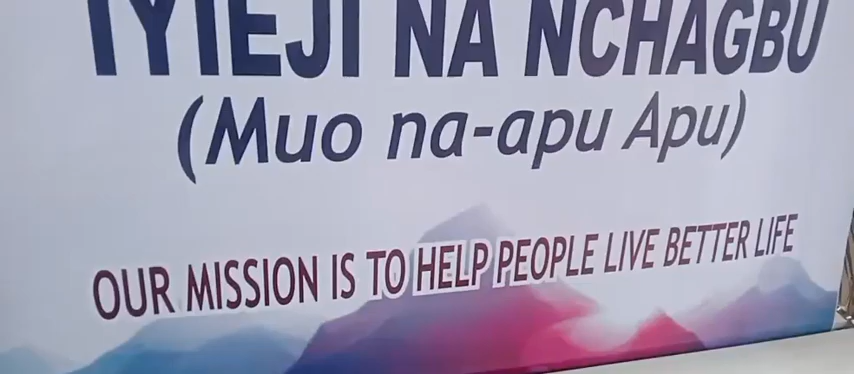 IYIEJI NA NCHAGBU
(Muo na-apu Apu)
OUR MISSION IS TO HELP PEOPLE LIVE BETTER LIFE